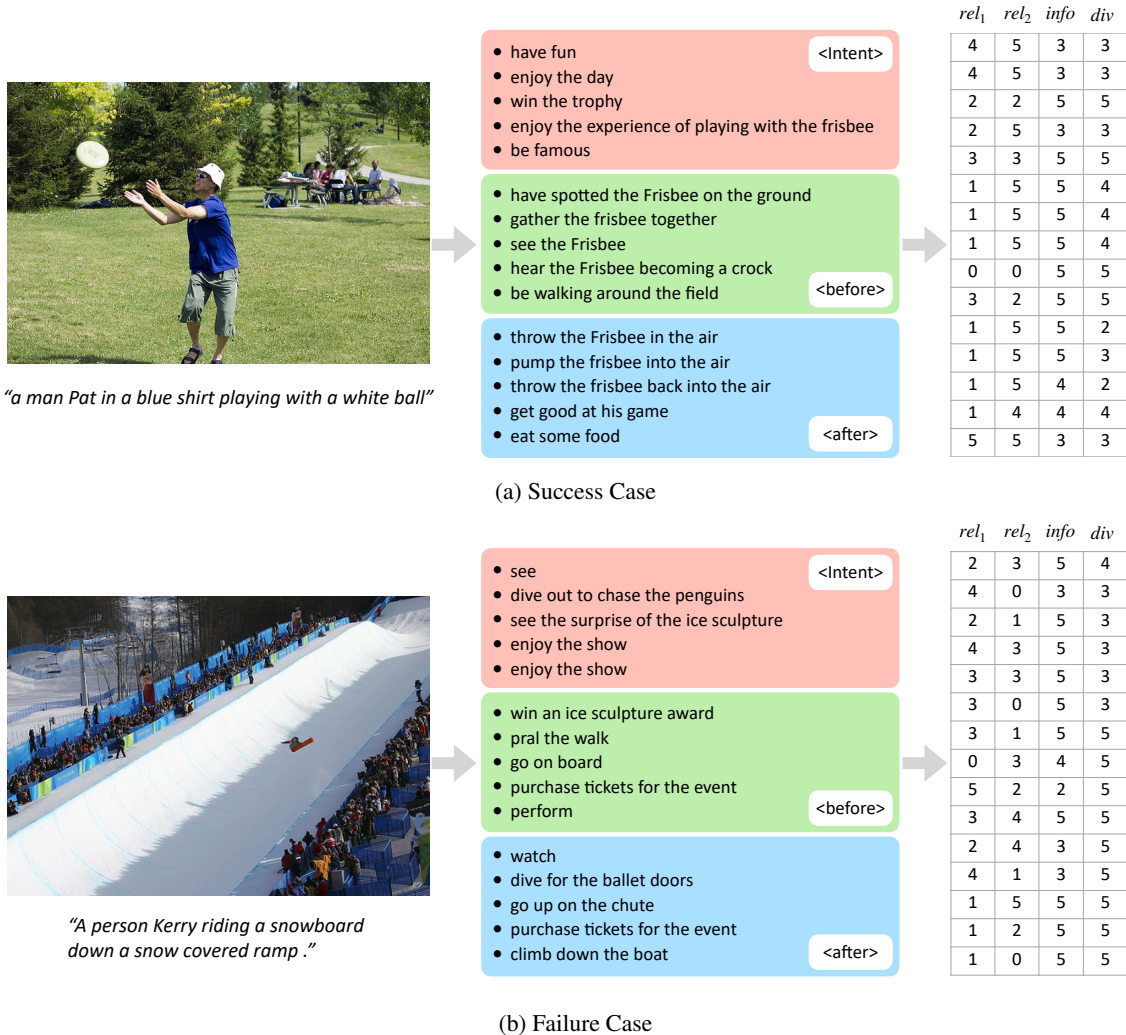 rel₁ rel₂ info div
• have fun
<Intent>
• enjoy the day
• win the trophy
• enjoy the experience of playing with the frisbee
• be famous
• have spotted the Frisbee on the ground
• gather the frisbee together
• see the Frisbee
• hear the Frisbee becoming a crock
• be walking around the field
<before>
• throw the Frisbee in the air
• pump the frisbee into the air
• throw the frisbee back into the air
• get good at his game
• eat some food
<after>
4 5 3 3
4 5 3 3
2 2 5 5
2 5 3 3
3 3 5 5
1 5 5 4
1 5 5 4
1 5 5 4
0 0 5 5
3 2 5 5
1 5 5 2
1 5 5 3
1 5 4 2
1 4 4 4
5 5 3 3
“a man Pat in a blue shirt playing with a white ball”
(a) Success Case
rel₁ rel₂ info div
• see
<Intent>
• dive out to chase the penguins
• see the surprise of the ice sculpture
• enjoy the show
• enjoy the show
• win an ice sculpture award
• pral the walk
• go on board
• purchase tickets for the event
• perform
<before>
• watch
• dive for the ballet doors
• go up on the chute
• purchase tickets for the event
• climb down the boat
<after>
2 3 5 4
4 0 3 3
2 1 5 3
4 3 5 3
3 3 5 3
3 0 5 3
3 1 5 5
0 3 4 5
5 2 2 5
3 4 5 5
2 4 3 5
4 1 3 5
1 5 5 5
1 2 5 5
1 0 5 5
“A person Kerry riding a snowboard
down a snow covered ramp .”
(b) Failure Case